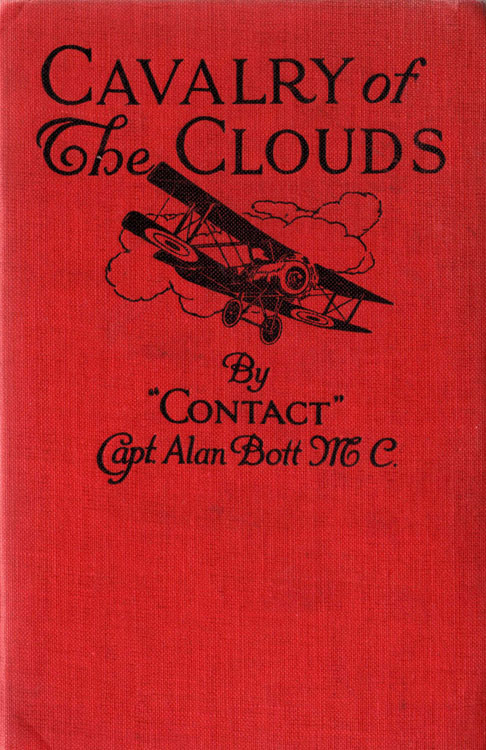 CAVALRY of
The CLOUDS
By
"CONTACT"
Capt. Alan Bott M C.